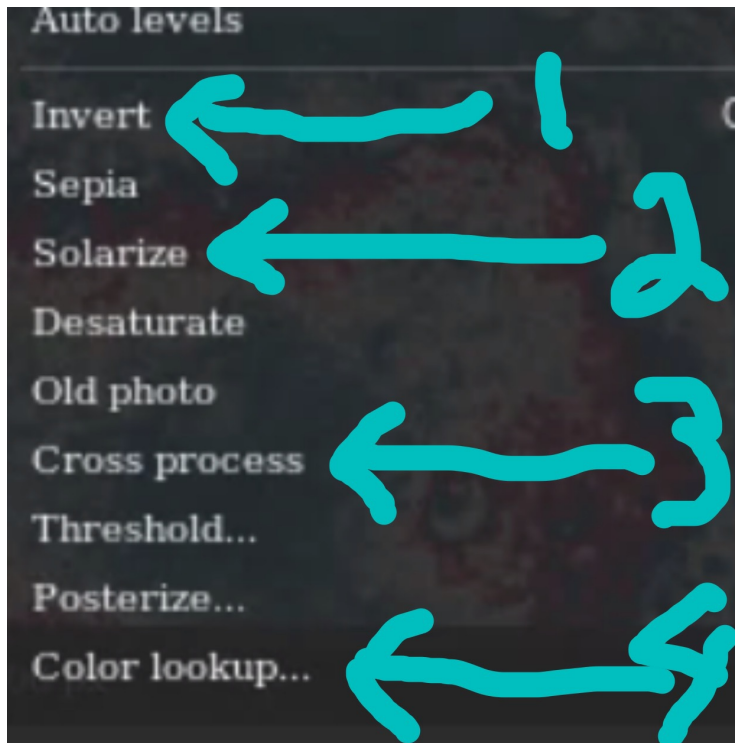 Auto levels
Invert 1
Sepia
Solarize 2
Desaturate
Old photo
Cross process 3
Threshold...
Posterize...
Color lookup... 4